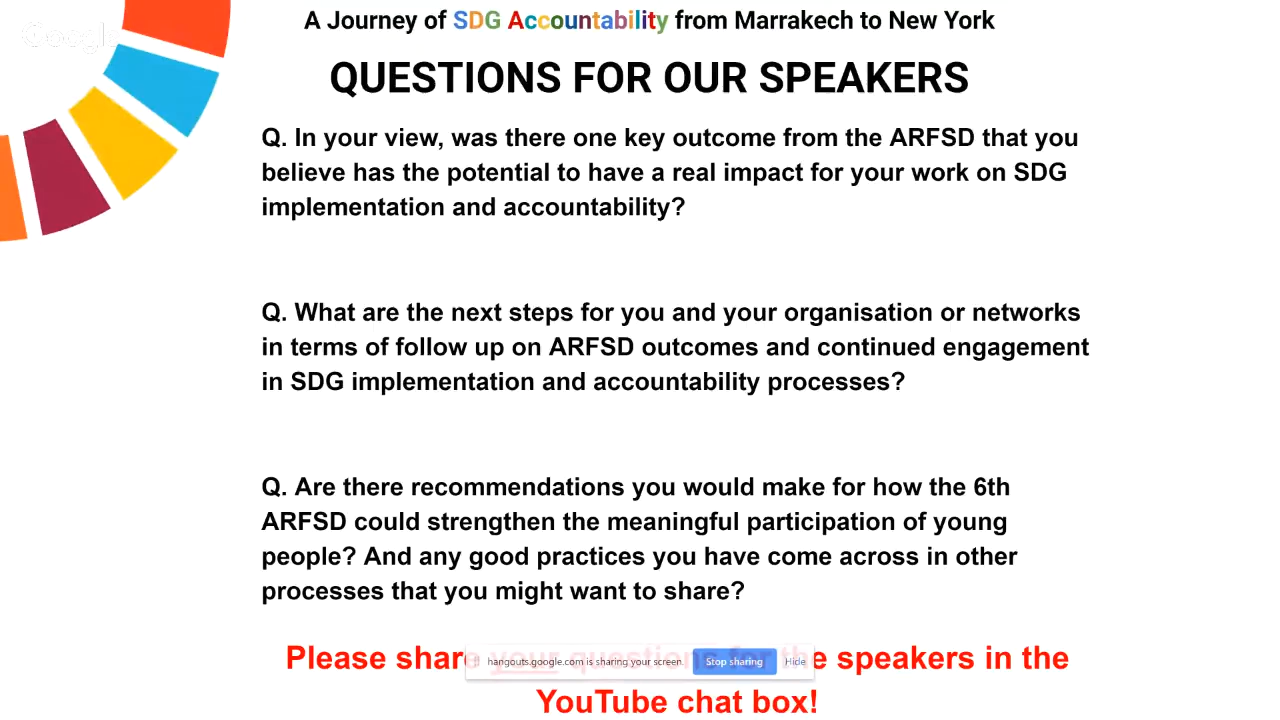 Google
A Journey of SDG Accountability from Marrakech to New York
QUESTIONS FOR OUR SPEAKERS
Q. In your view, was there one key outcome from the ARFSD that you
believe has the potential to have a real impact for your work on SDG
implementation and accountability?
Q. What are the next steps for you and your organisation or networks
in terms of follow up on ARFSD outcomes and continued engagement
in SDG implementation and accountability processes?
Q. Are there recommendations you would make for how the 6th
ARFSD could strengthen the meaningful participation of young
people? And any good practices you have come across in other
processes that you might want to share?
Please share your questions for the speakers in the
hangouts.google.com is sharing your screen. Stop sharing Hide
YouTube chat box!